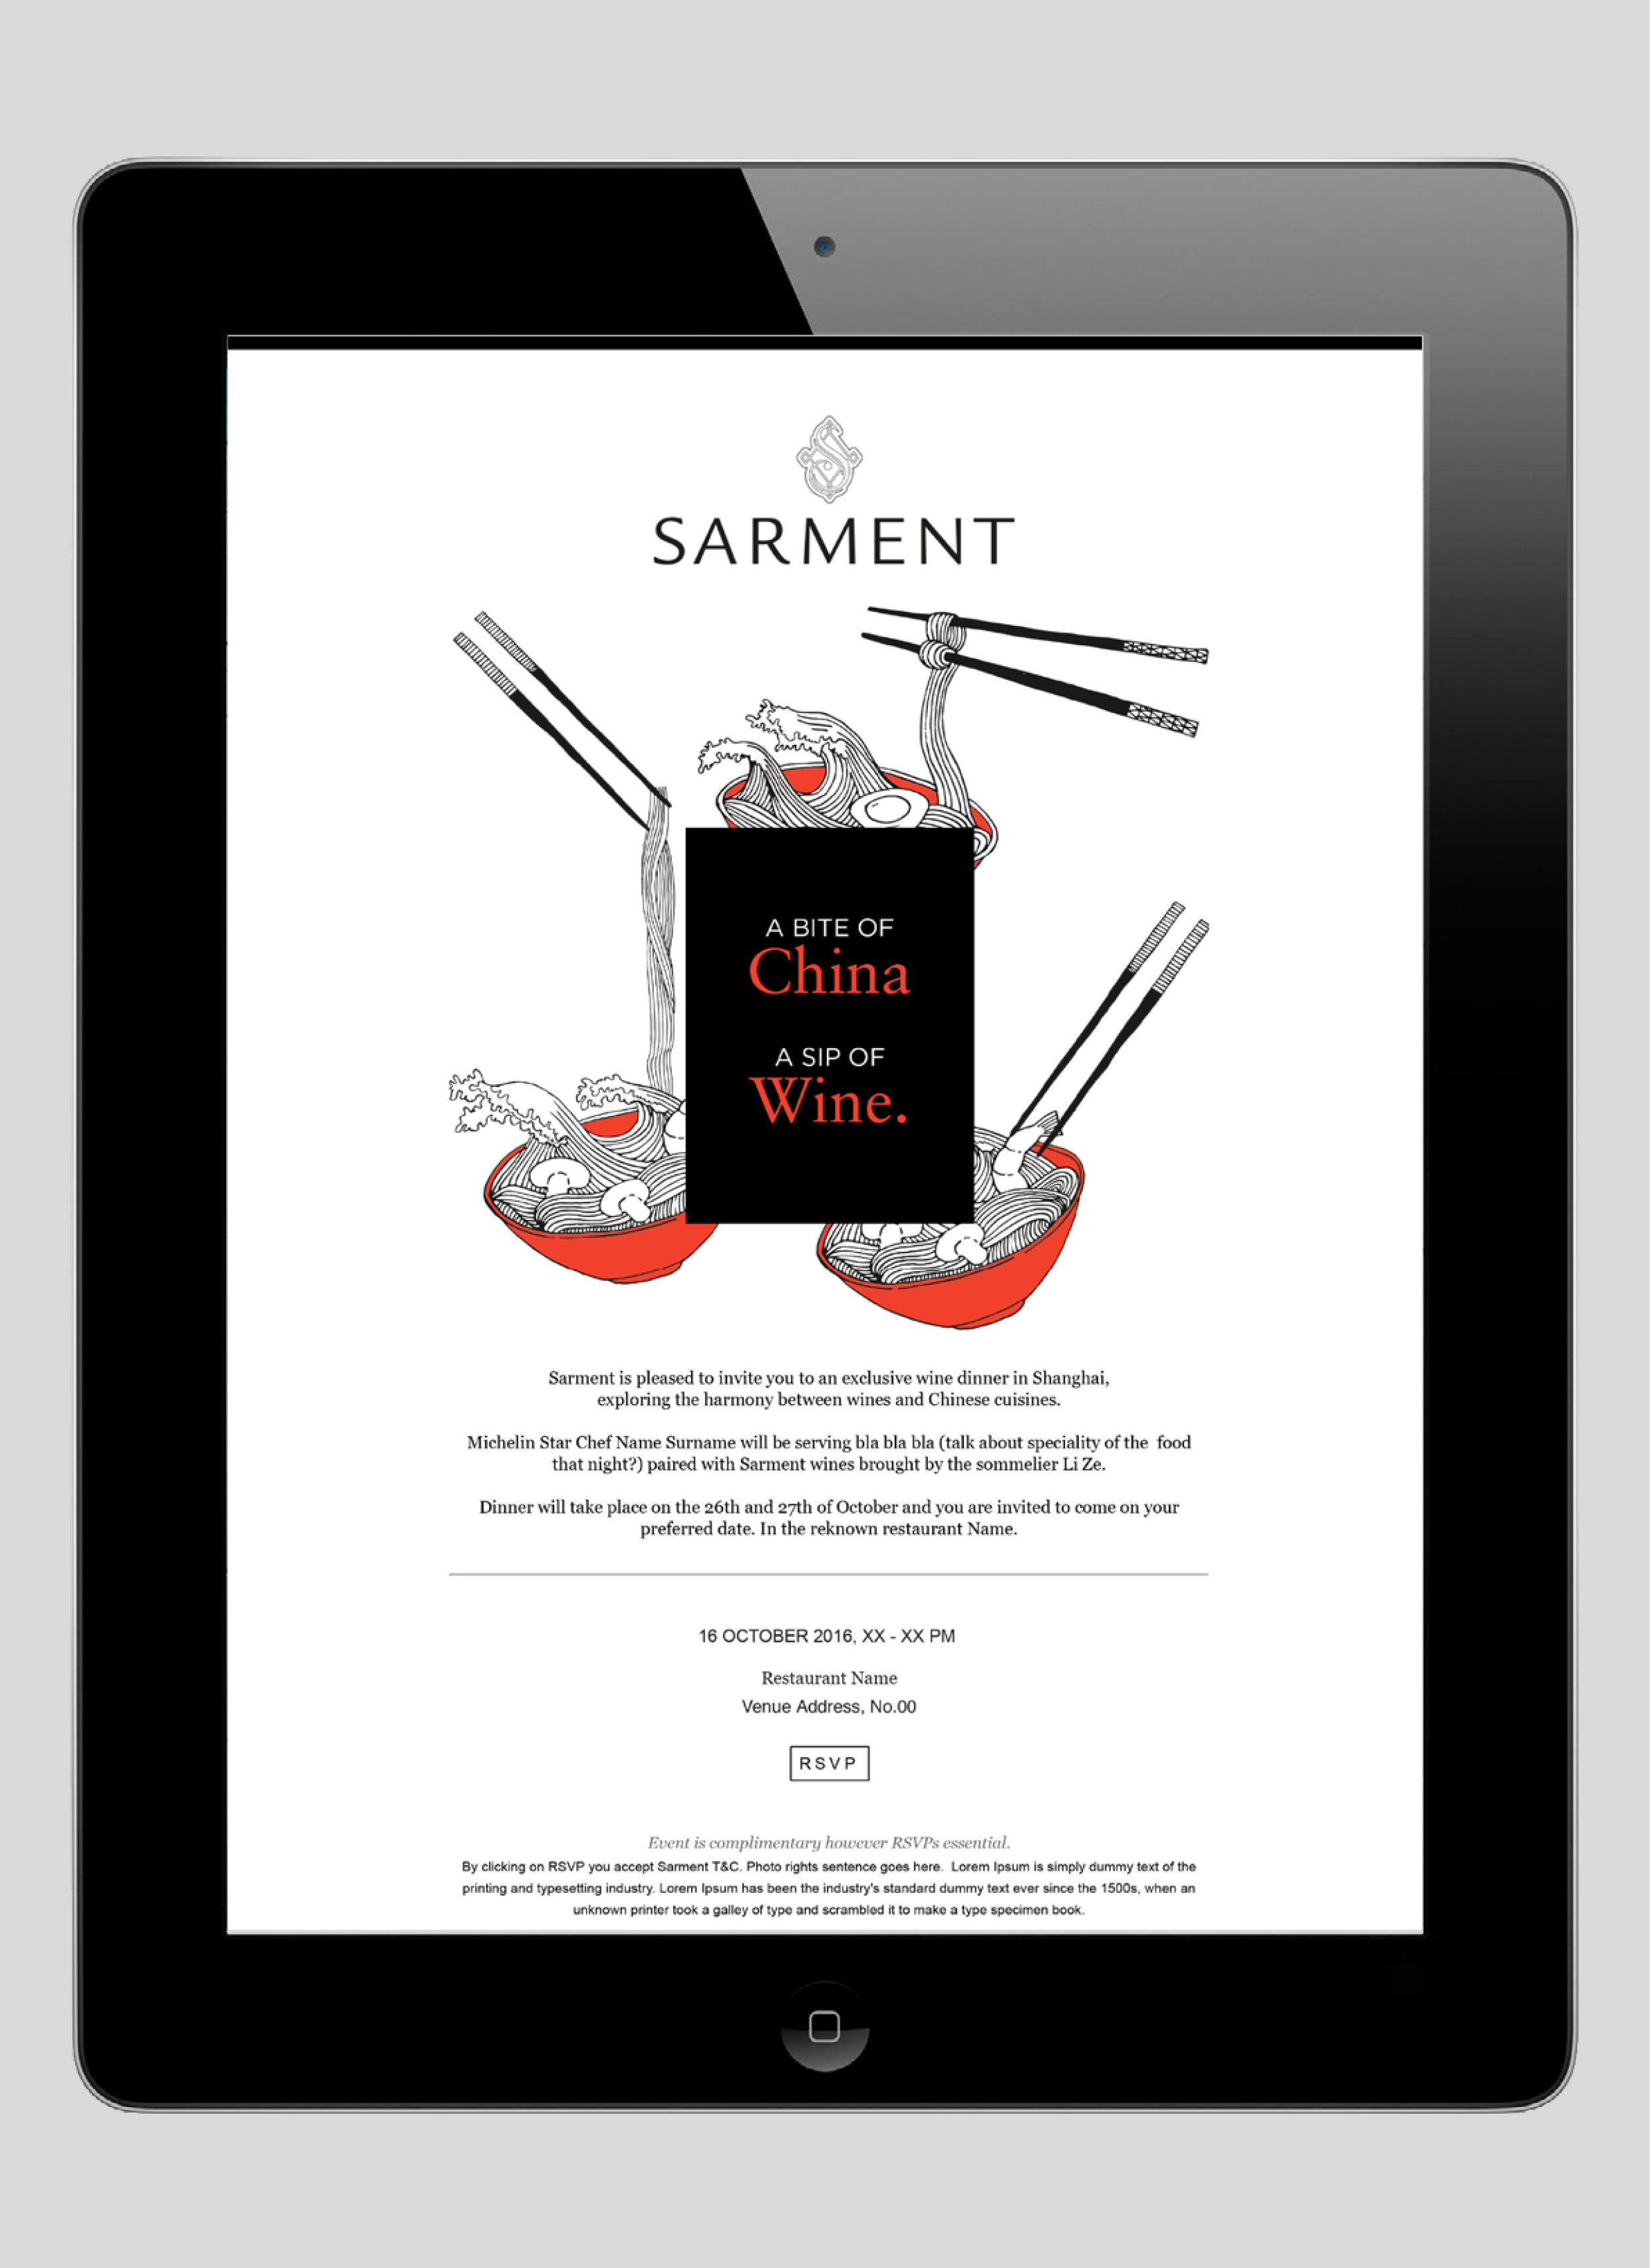 SARMENT
A BITE OF
China
A SIP OF
Wine.
Sarment is pleased to invite you to an exclusive wine dinner in Shanghai,
exploring the harmony between wines and Chinese cuisines.
Michelin Star Chef Name Surname will be serving bla bla bla (talk about speciality of the food
that night?) paired with Sarment wines brought by the sommelier Li Ze.
Dinner will take place on the 26th and 27th of October and you are invited to come on your
preferred date. In the reknown restaurant Name.
16 OCTOBER 2016, XX - XX PM
Restaurant Name
Venue Address, No.00
RSVP
Event is complimentary however RSVPs essential.
By clicking on RSVP you accept Sarment T&C. Photo rights sentence goes here. Lorem Ipsum is simply dummy text of the
printing and typesetting industry. Lorem Ipsum has been the industry's standard dummy text ever since the 1500s, when an
unknown printer took a galley of type and scrambled it to make a type specimen book.